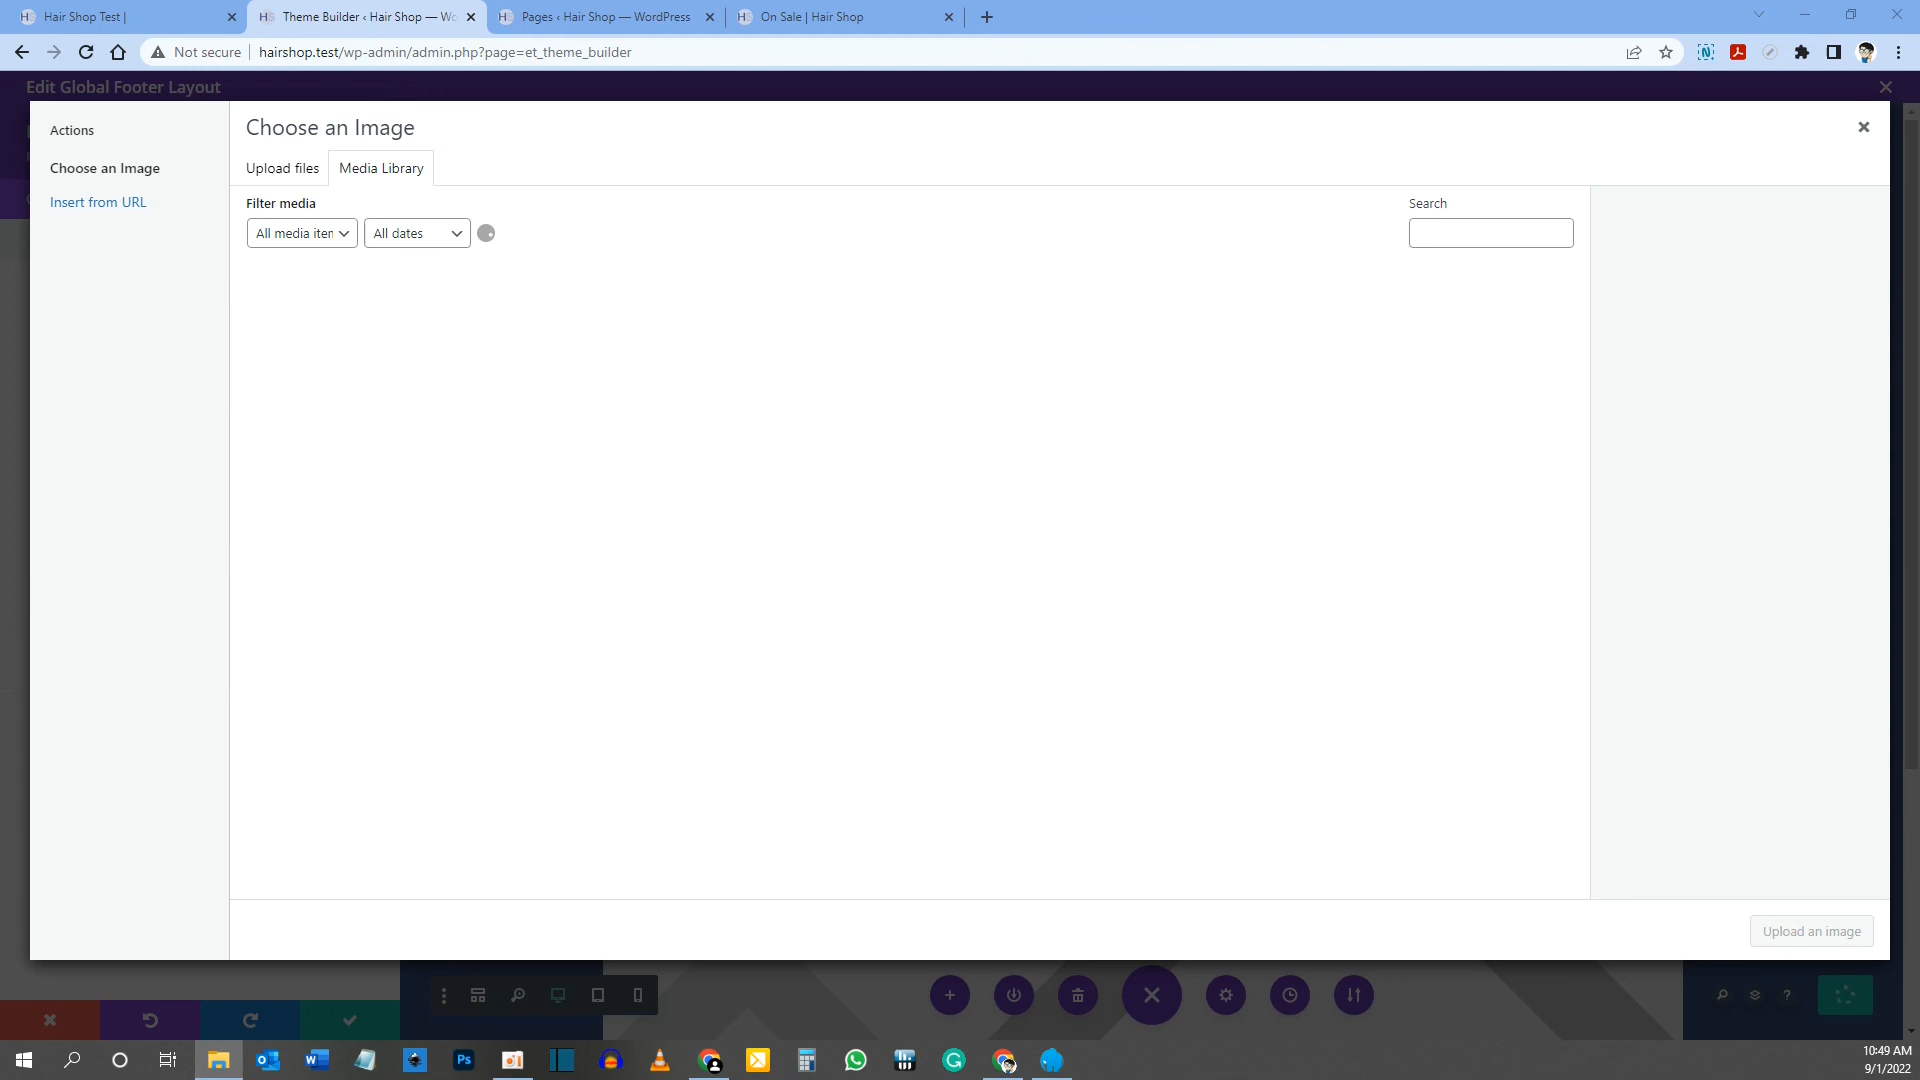 Hair Shop Test |
Theme Builder ‹ Hair Shop — Wo
Pages ‹ Hair Shop — WordPress
On Sale | Hair Shop
Not secure
hairshop.test/wp-admin/admin.php?page=et_theme_builder
Edit Global Footer Layout
Actions
Choose an Image
Insert from URL
Choose an Image
Upload files
Media Library
Filter media
All media iten
All dates
Search
Upload an image
10:49 AM
9/1/2022